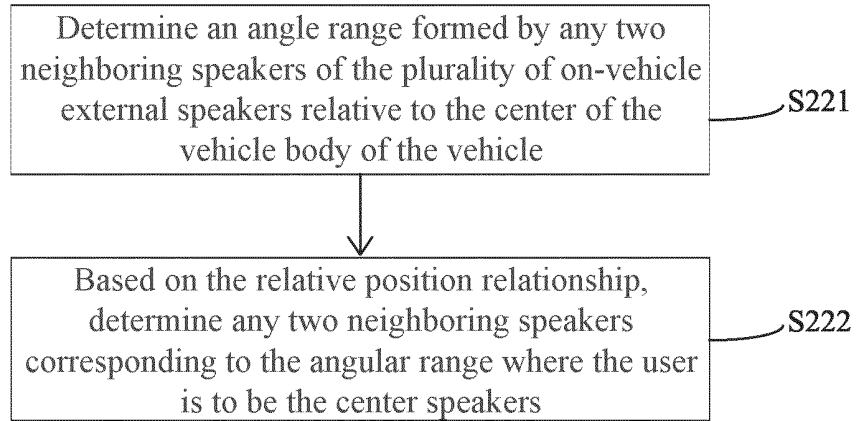 Determine an angle range formed by any two
neighboring speakers of the plurality of on-vehicle
external speakers relative to the center of the
vehicle body of the vehicle
S221
Based on the relative position relationship,
determine any two neighboring speakers
corresponding to the angular range where the user
is to be the center speakers
S222